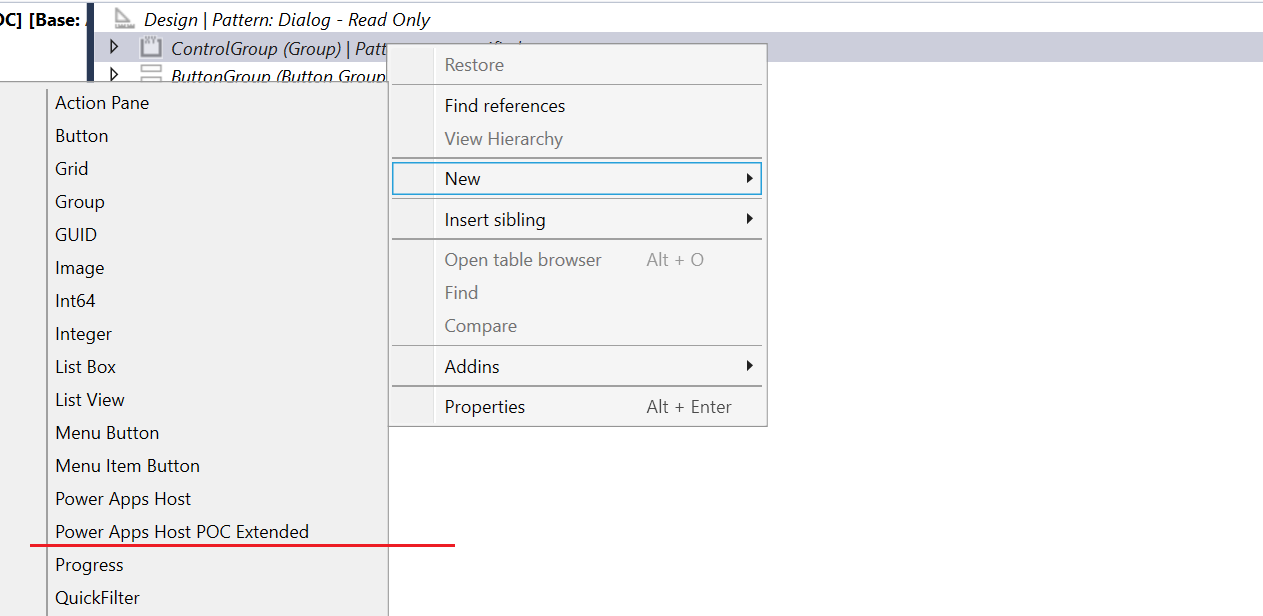 OC] [Base:
Design | Pattern: Dialog - Read Only
ControlGroup (Group) | Patt
ButtonGroup (Button Group
Restore
Find references
View Hierarchy
New
Insert sibling
Open table browser Alt + O
Find
Compare
Addins
Properties Alt + Enter
Action Pane
Button
Grid
Group
GUID
Image
Int64
Integer
List Box
List View
Menu Button
Menu Item Button
Power Apps Host
Power Apps Host POC Extended
Progress
QuickFilter